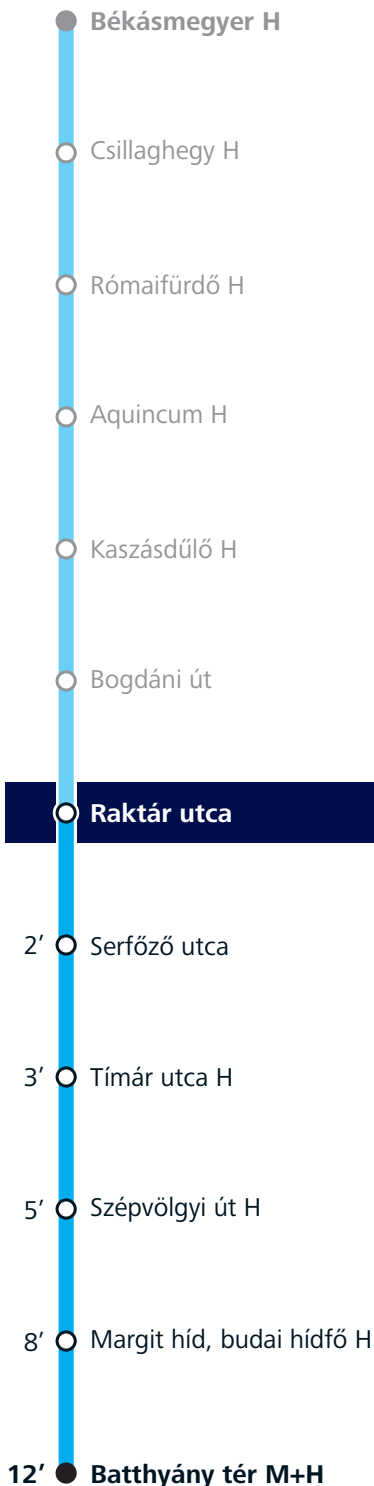 Békásmegyer H
Csillaghegy H
Rómaifürdő H
Aquincum H
Kaszásdűlő H
Bogdáni út
Raktár utca
2’ Serfőző utca
3’ Tímár utca H
5’ Szépvölgyi út H
8’ Margit híd, budai hídfő H
12’ Batthyány tér M+H